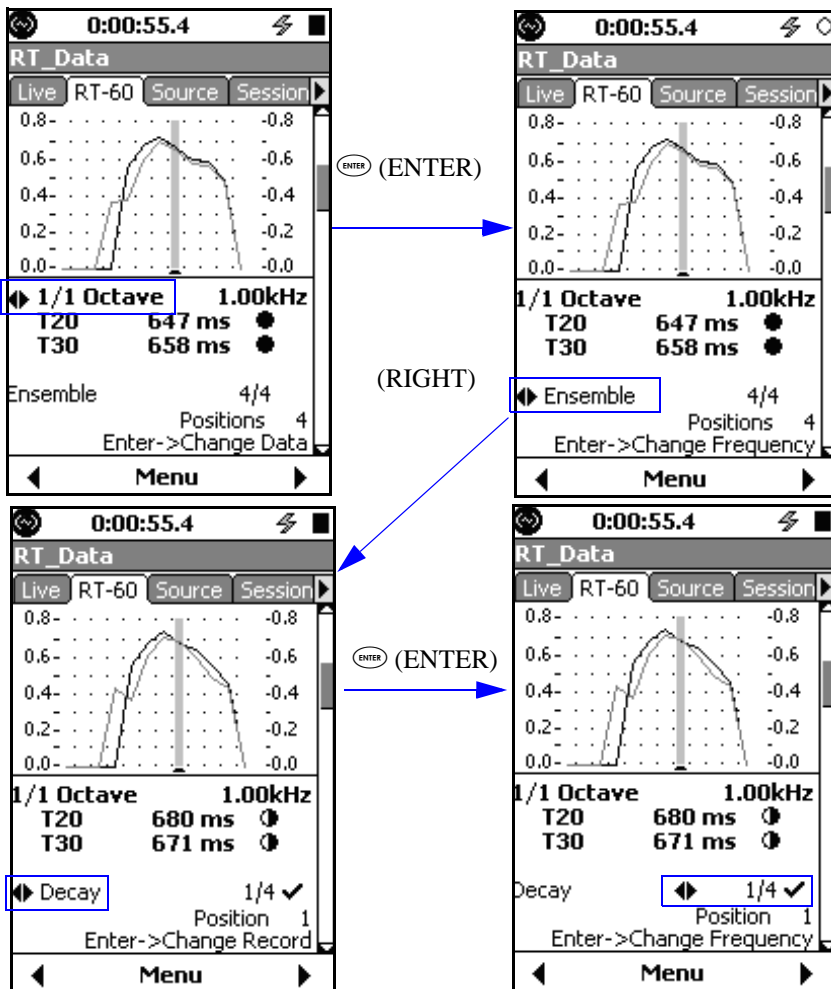 0:00:55.4
RT_Data
Live RT-60 Source Session
0.8- -0.8
0.6- -0.6
0.4- -0.4
0.2- -0.2
0.0- -0.0
1/1 Octave 1.00kHz
T20 647 ms
T30 658 ms
Ensemble 4/4
Positions 4
Enter->Change Data
Menu
ENTER (ENTER)
0:00:55.4
RT_Data
Live RT-60 Source Session
0.8- -0.8
0.6- -0.6
0.4- -0.4
0.2- -0.2
0.0- -0.0
1/1 Octave 1.00kHz
T20 647 ms
T30 658 ms
Ensemble 4/4
Positions 4
Enter->Change Frequency
Menu
(RIGHT)
0:00:55.4
RT_Data
Live RT-60 Source Session
0.8- -0.8
0.6- -0.6
0.4- -0.4
0.2- -0.2
0.0- -0.0
1/1 Octave 1.00kHz
T20 680 ms
T30 671 ms
Decay 1/4 ✔
Position 1
Enter->Change Record
Menu
ENTER (ENTER)
0:00:55.4
RT_Data
Live RT-60 Source Session
0.8- -0.8
0.6- -0.6
0.4- -0.4
0.2- -0.2
0.0- -0.0
1/1 Octave 1.00kHz
T20 680 ms
T30 671 ms
Decay 1/4 ✔
Position 1
Enter->Change Frequency
Menu